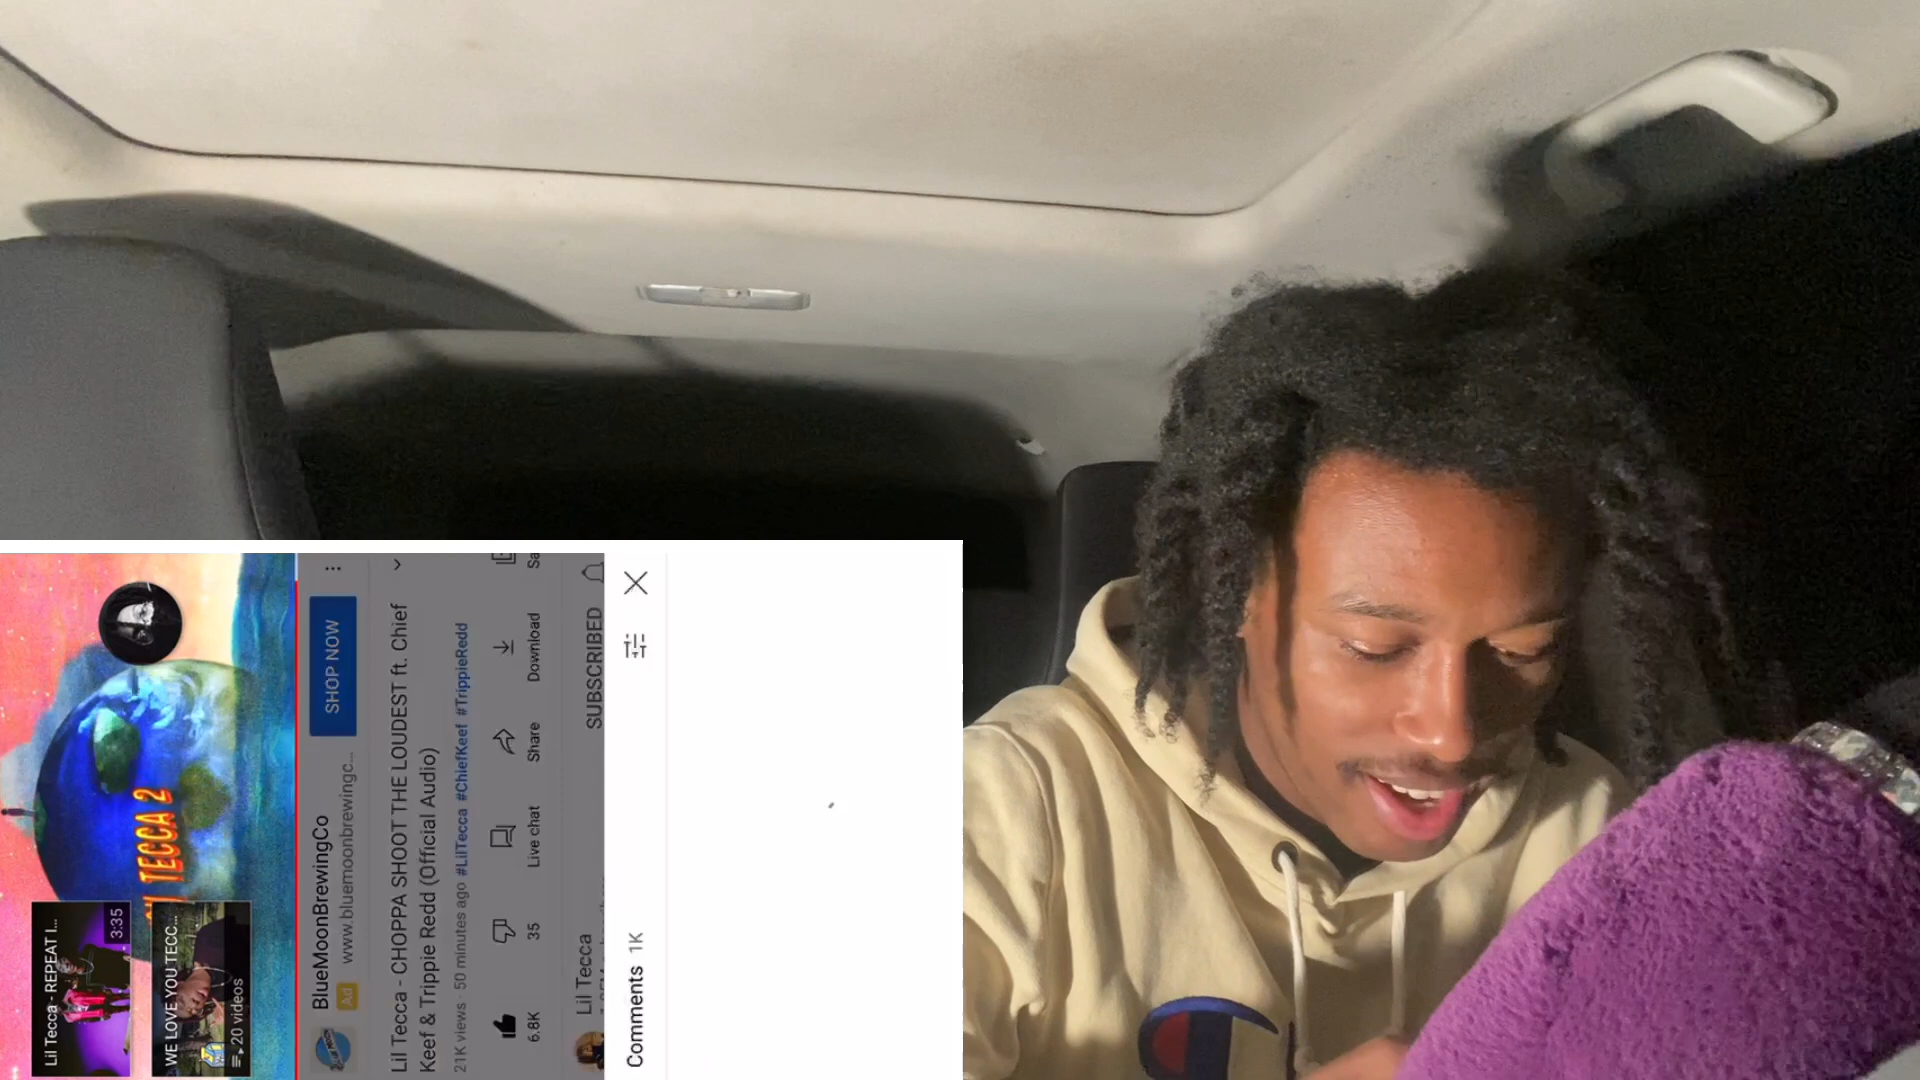 TECCA 2
Lil Tecca - REPEAT I...
3:35
WE LOVE YOU TECC...
20 videos
BlueMoonBrewingCo
Ad
www.bluemoonbrewingc...
SHOP NOW
Lil Tecca - CHOPPA SHOOT THE LOUDEST ft. Chief
Keef & Trippie Redd (Official Audio)
21K views · 50 minutes ago #LilTecca #ChiefKeef #TrippieRedd
6.8K
35
Live chat
Share
Download
Lil Tecca
SUBSCRIBED
Comments 1K